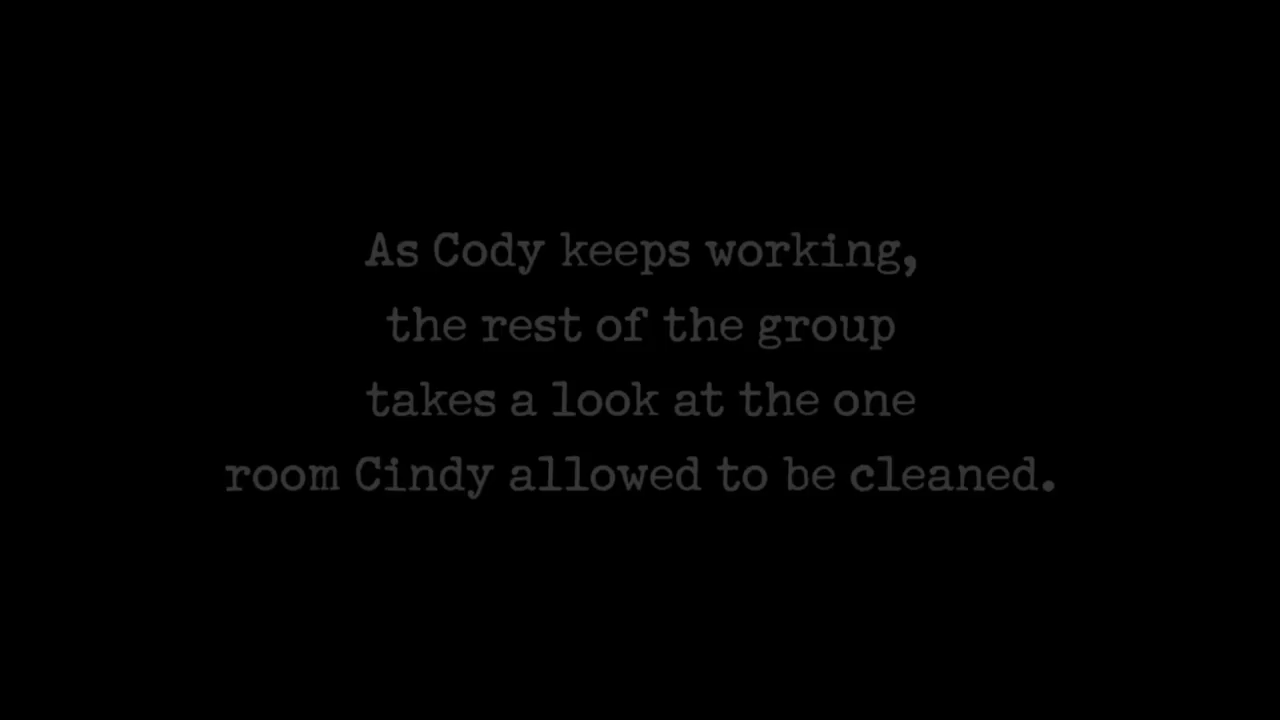 As Cody keeps working,
the rest of the group
takes a look at the one
room Cindy allowed to be cleaned.